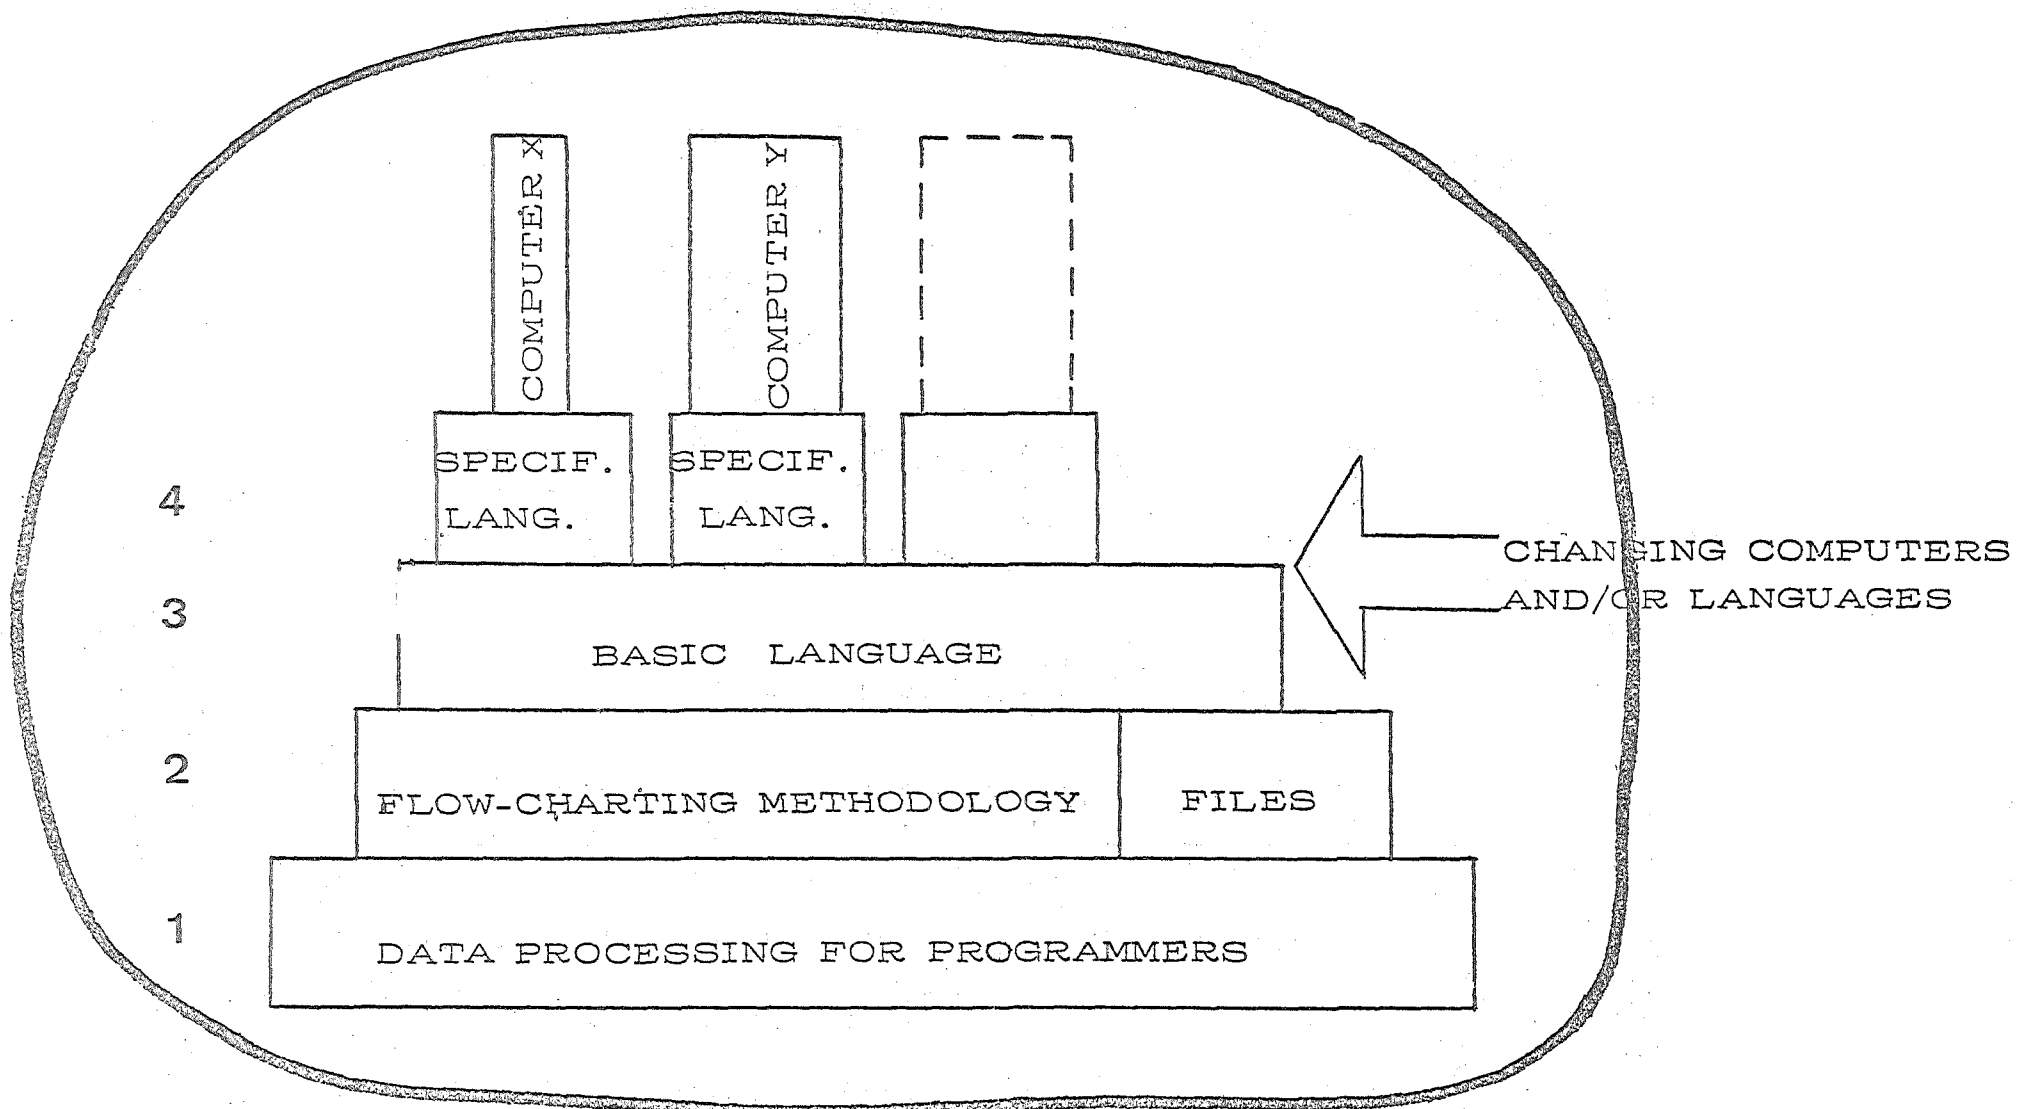 COMPUTER X
COMPUTER Y
SPECIF.
LANG.
SPECIF.
LANG.
4
CHANGING COMPUTERS
AND/OR LANGUAGES
3
BASIC LANGUAGE
2
FLOW-CHARTING METHODOLOGY
FILES
1
DATA PROCESSING FOR PROGRAMMERS